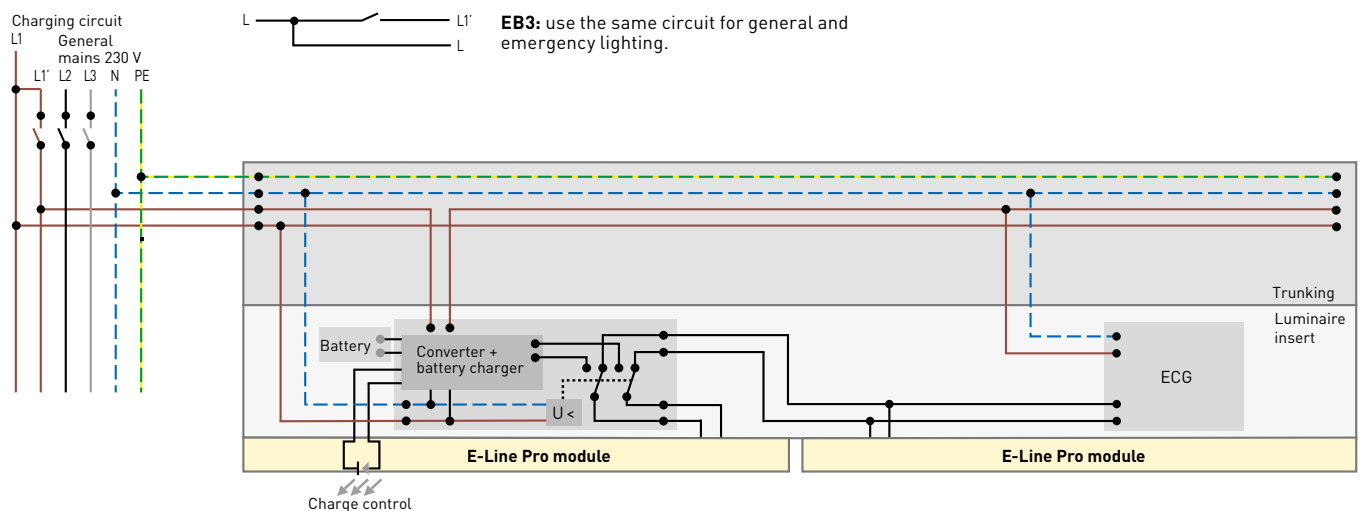 Charging circuit
L1
General
mains 230 V
L1’ L2 L3 N PE
L L1’
L
EB3: use the same circuit for general and
emergency lighting.
Trunking
Luminaire
insert
Battery
Converter +
battery charger
U <
ECG
E-Line Pro module
E-Line Pro module
Charge control